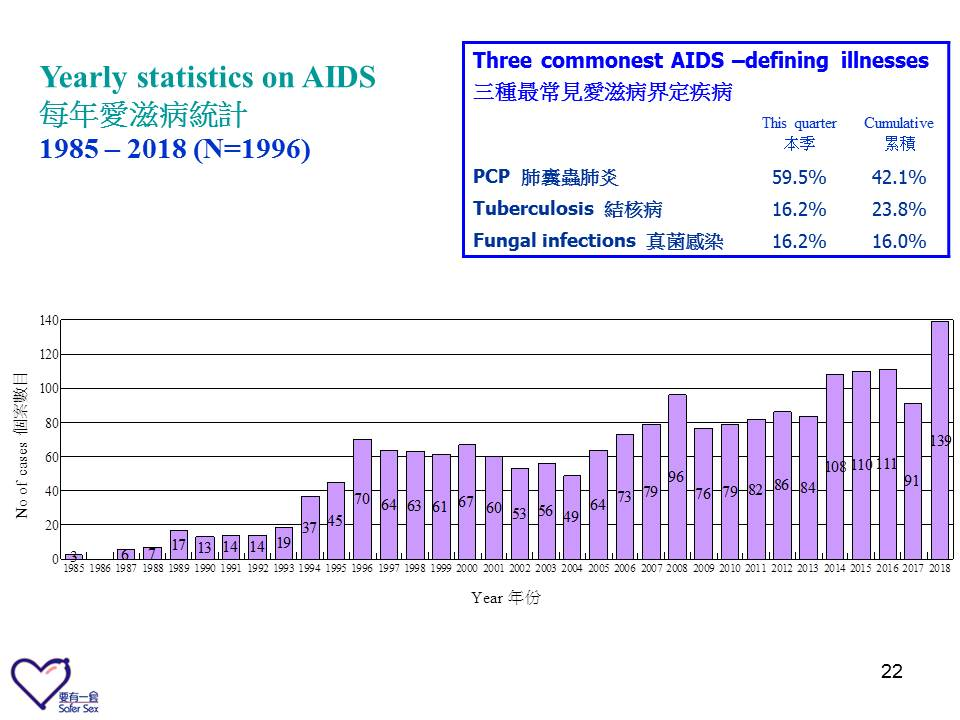 Yearly statistics on AIDS
每年愛滋病統計
1985 – 2018 (N=1996)
Three commonest AIDS –defining illnesses
三種最常見愛滋病界定疾病
This quarter Cumulative
本季 累積
PCP 肺囊蟲肺炎 59.5% 42.1%
Tuberculosis 結核病 16.2% 23.8%
Fungal infections 真菌感染 16.2% 16.0%
No of cases 個案數目
140
120
100
80
60
40
20
0
3 6 7 17 13 14 14 19 37 45 70 64 63 61 67 60 53 56 49 64 73 79 96 76 79 82 86 84 108 110 111 91 139
1985 1986 1987 1988 1989 1990 1991 1992 1993 1994 1995 1996 1997 1998 1999 2000 2001 2002 2003 2004 2005 2006 2007 2008 2009 2010 2011 2012 2013 2014 2015 2016 2017 2018
Year 年份
要有一套
Safer Sex
22